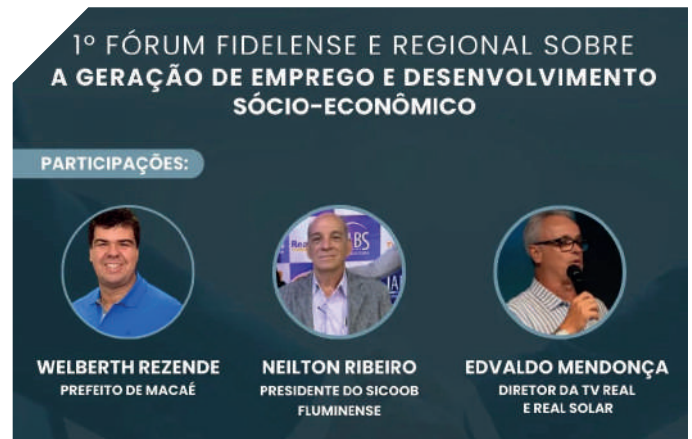 1º FÓRUM FIDELENSE E REGIONAL SOBRE
A GERAÇÃO DE EMPREGO E DESENVOLVIMENTO
SÓCIO-ECONÔMICO
PARTICIPAÇÕES:
WELBERTH REZENDE
PREFEITO DE MACAÉ
NEILTON RIBEIRO
PRESIDENTE DO SICOOB
FLUMINENSE
EDVALDO MENDONÇA
DIRETOR DA TV REAL
E REAL SOLAR